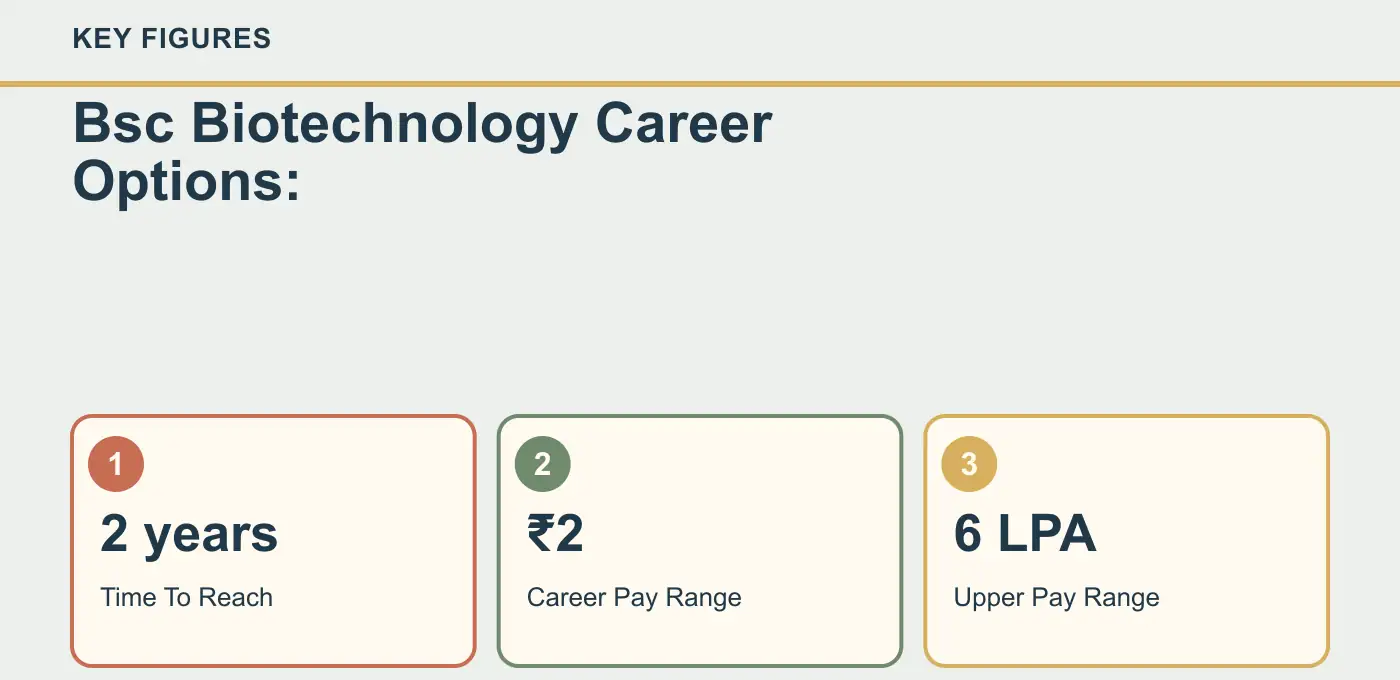 KEY FIGURES
Bsc Biotechnology Career
Options:
1
2 years
Time To Reach
2
₹2
Career Pay Range
3
6 LPA
Upper Pay Range